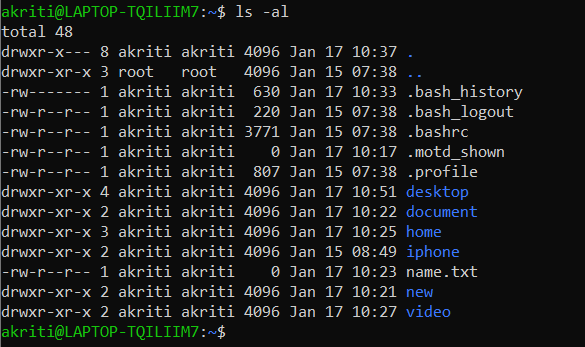 akriti@LAPTOP-TQILIIM7:~$ ls -al
total 48
drwxr-x--- 8 akriti akriti 4096 Jan 17 10:37 .
drwxr-xr-x 3 root   root   4096 Jan 15 07:38 ..
-rw------- 1 akriti akriti  630 Jan 17 10:33 .bash_history
-rw-r--r-- 1 akriti akriti  220 Jan 15 07:38 .bash_logout
-rw-r--r-- 1 akriti akriti 3771 Jan 15 07:38 .bashrc
-rw-r--r-- 1 akriti akriti    0 Jan 17 10:17 .motd_shown
-rw-r--r-- 1 akriti akriti  807 Jan 15 07:38 .profile
drwxr-xr-x 4 akriti akriti 4096 Jan 17 10:51 desktop
drwxr-xr-x 2 akriti akriti 4096 Jan 17 10:22 document
drwxr-xr-x 3 akriti akriti 4096 Jan 17 10:25 home
drwxr-xr-x 2 akriti akriti 4096 Jan 15 08:49 iphone
-rw-r--r-- 1 akriti akriti    0 Jan 17 10:23 name.txt
drwxr-xr-x 2 akriti akriti 4096 Jan 17 10:21 new
drwxr-xr-x 2 akriti akriti 4096 Jan 17 10:27 video
akriti@LAPTOP-TQILIIM7:~$